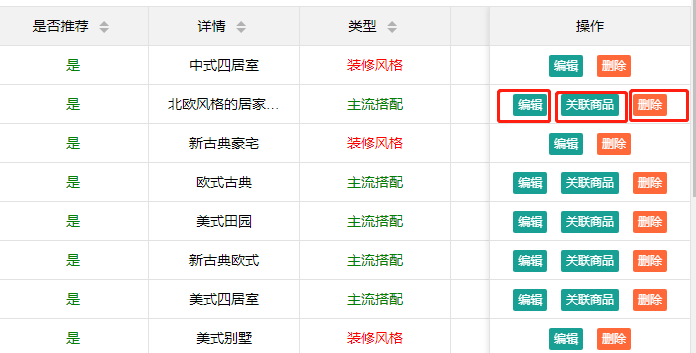 是否推荐 详情 类型 操作
是 中式四居室 装修风格 编辑 删除
是 北欧风格的居家... 主流搭配 编辑 关联商品 删除
是 新古典豪宅 装修风格 编辑 删除
是 欧式古典 主流搭配 编辑 关联商品 删除
是 美式田园 主流搭配 编辑 关联商品 删除
是 新古典欧式 主流搭配 编辑 关联商品 删除
是 美式四居室 主流搭配 编辑 关联商品 删除
是 美式别墅 装修风格 编辑 删除